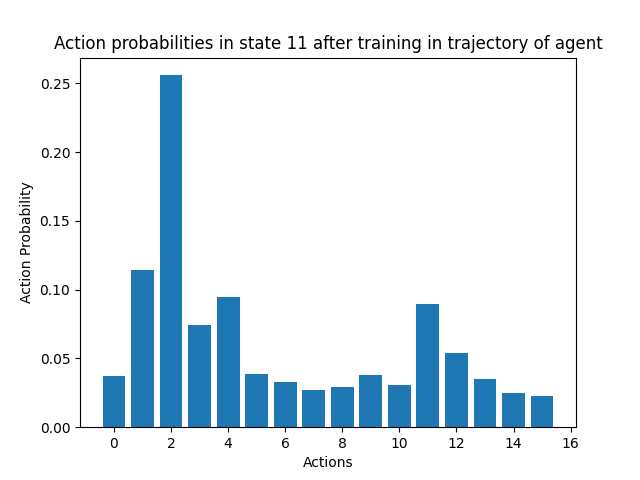 Action probabilities in state 11 after training in trajectory of agent
0.25
0.20
0.15
0.10
0.05
0.00
Action Probability
0 2 4 6 8 10 12 14 16
Actions